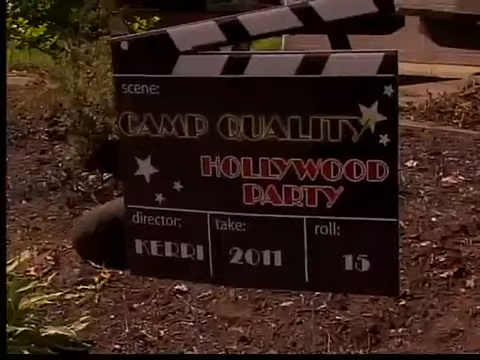 scene:
CAMP QUALITY
HOLLYWOOD
PARTY
director: take: roll:
KERRI 2011 15